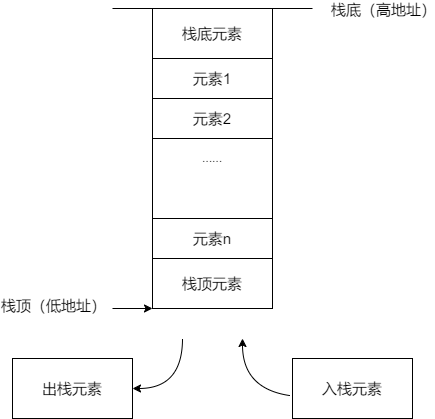 栈底（高地址）
栈底元素
元素1
元素2
......
元素n
栈顶元素
栈顶（低地址）
出栈元素
入栈元素